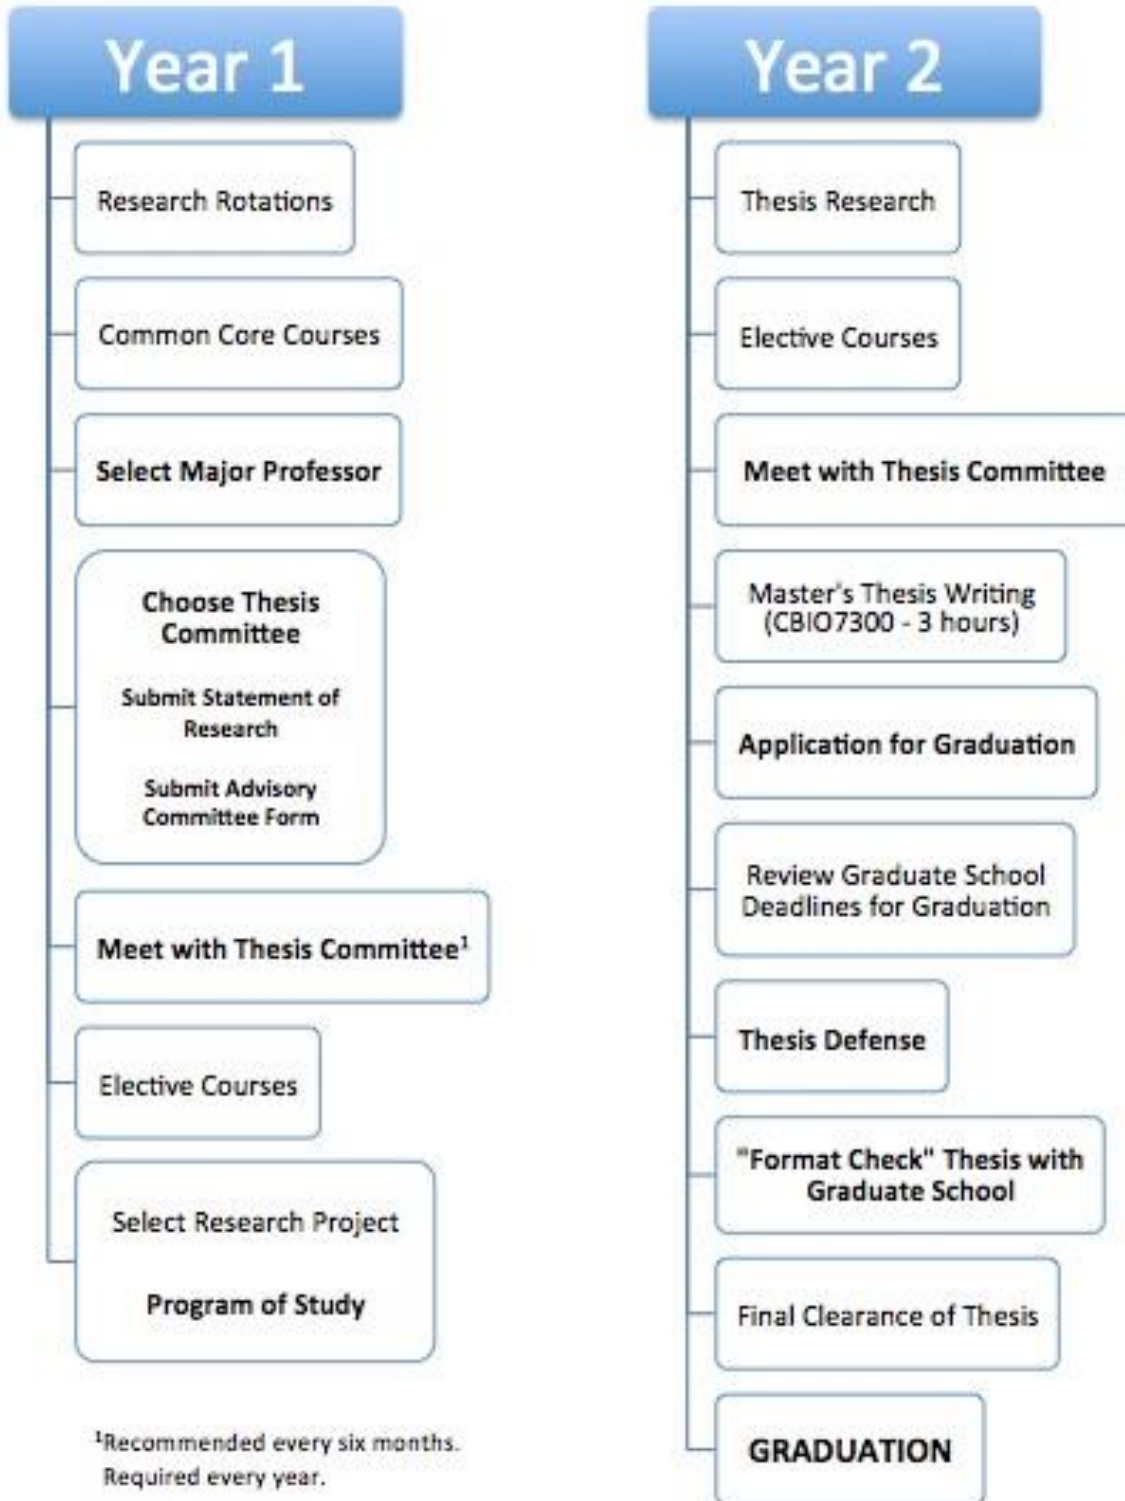 Year 1
Research Rotations
Common Core Courses
Select Major Professor
Choose Thesis
Committee
Submit Statement of
Research
Submit Advisory
Committee Form
Meet with Thesis Committee¹
Elective Courses
Select Research Project
Program of Study
¹Recommended every six months.
Required every year.
Year 2
Thesis Research
Elective Courses
Meet with Thesis Committee
Master's Thesis Writing
(CBIO7300 - 3 hours)
Application for Graduation
Review Graduate School
Deadlines for Graduation
Thesis Defense
"Format Check" Thesis with
Graduate School
Final Clearance of Thesis
GRADUATION